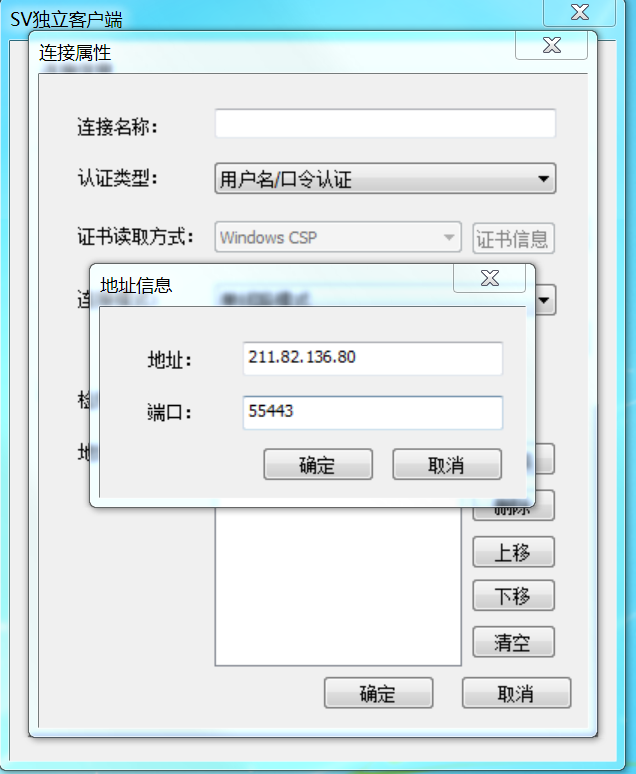 SV独立客户端
连接属性
连接名称：
认证类型： 用户名/口令认证
证书读取方式： Windows CSP 证书信息
连
地址信息
地址： 211.82.136.80
检
端口： 55443
地
确定 取消
删除
上移
下移
清空
确定 取消